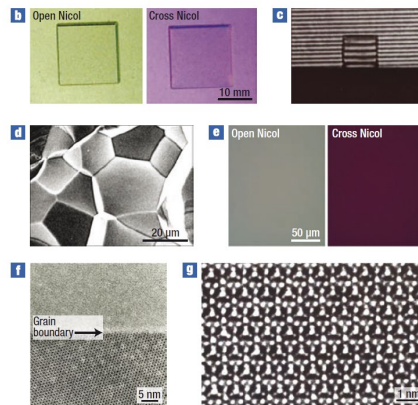 b
Open Nicol
Cross Nicol
10 mm
c
d
20 µm
e
Open Nicol
Cross Nicol
50 µm
f
Grain
boundary
5 nm
g
1 nm